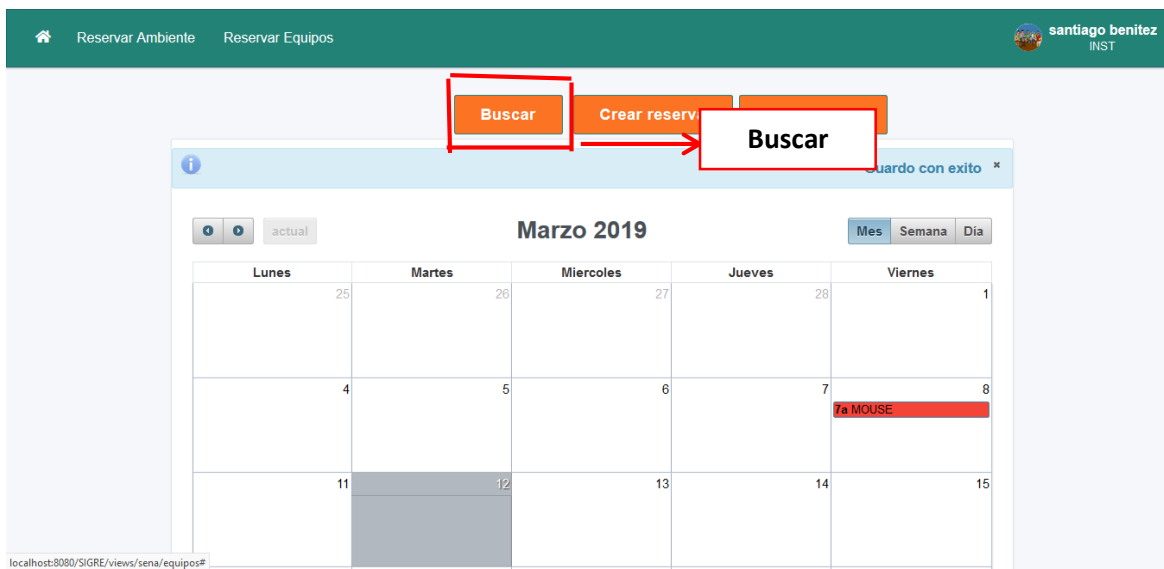 Reservar Ambiente Reservar Equipos
santiago benitez
INST
Buscar Crear reserva
Buscar
Guardo con exito ×
actual Marzo 2019 Mes Semana Día
Lunes Martes Miercoles Jueves Viernes
25 26 27 28 1
4 5 6 7 8
7a MOUSE
11 12 13 14 15
localhost:8080/SIGRE/views/sena/equipos#